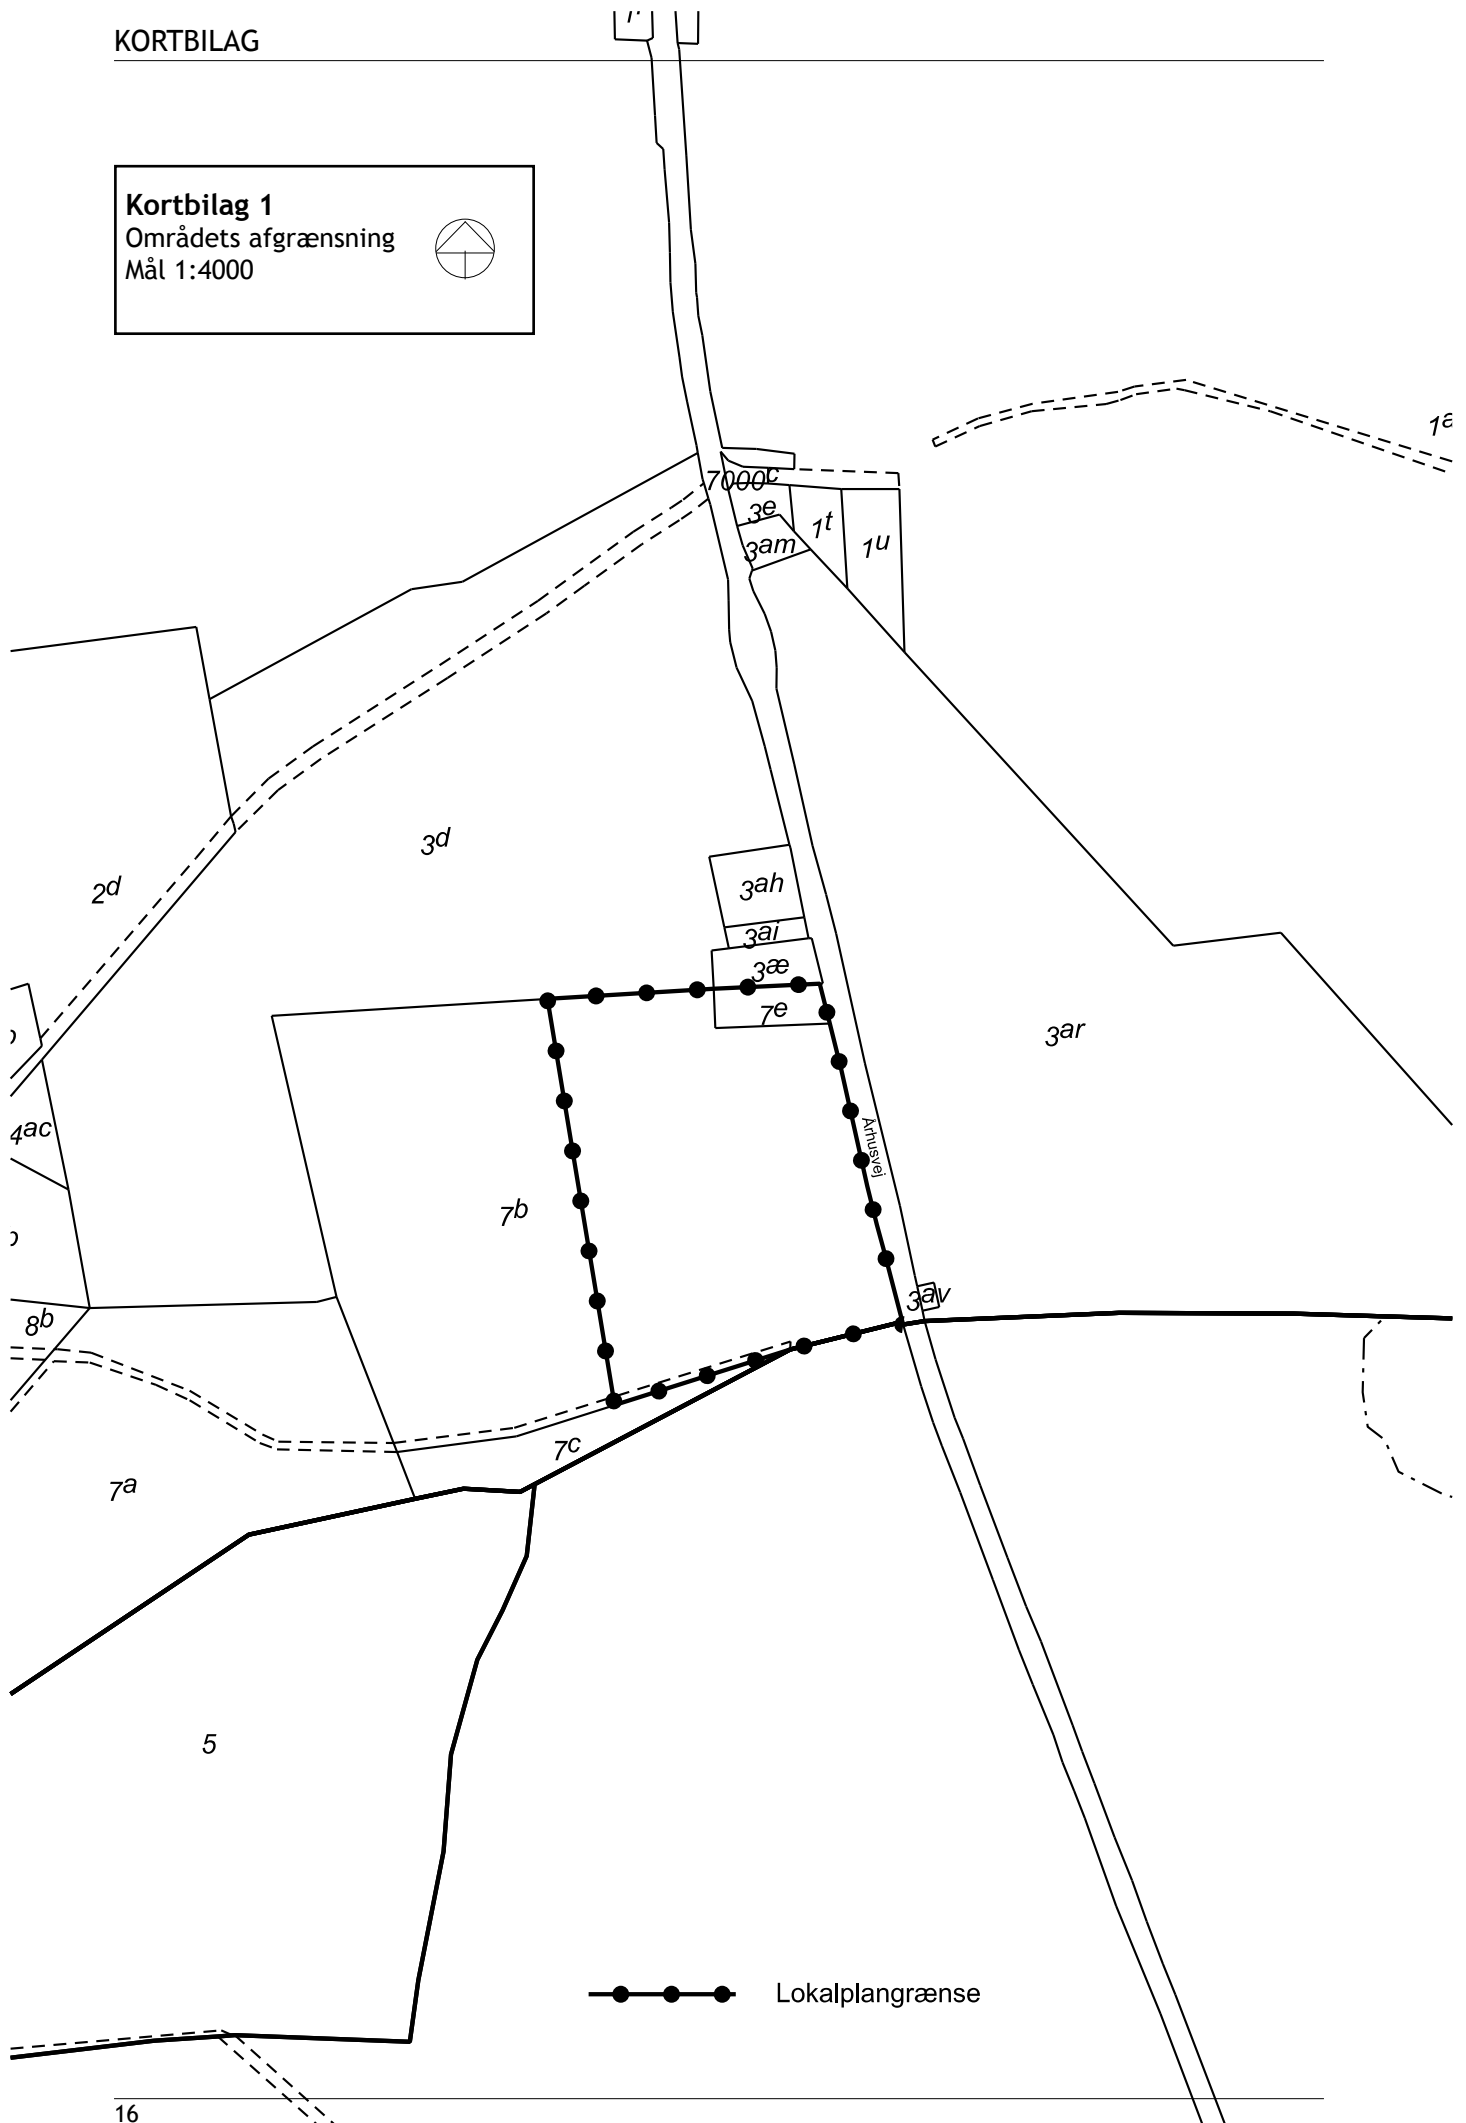 KORTBILAG
Kortbilag 1
Områdets afgrænsning
Mål 1:4000
1a
7000c
3e
1t
1u
3am
3d
3ah
2d
3ai
3æ
7e
3ar
4ac
Århusvej
7b
3av
8b
7c
7a
5
Lokalplangrænse
16